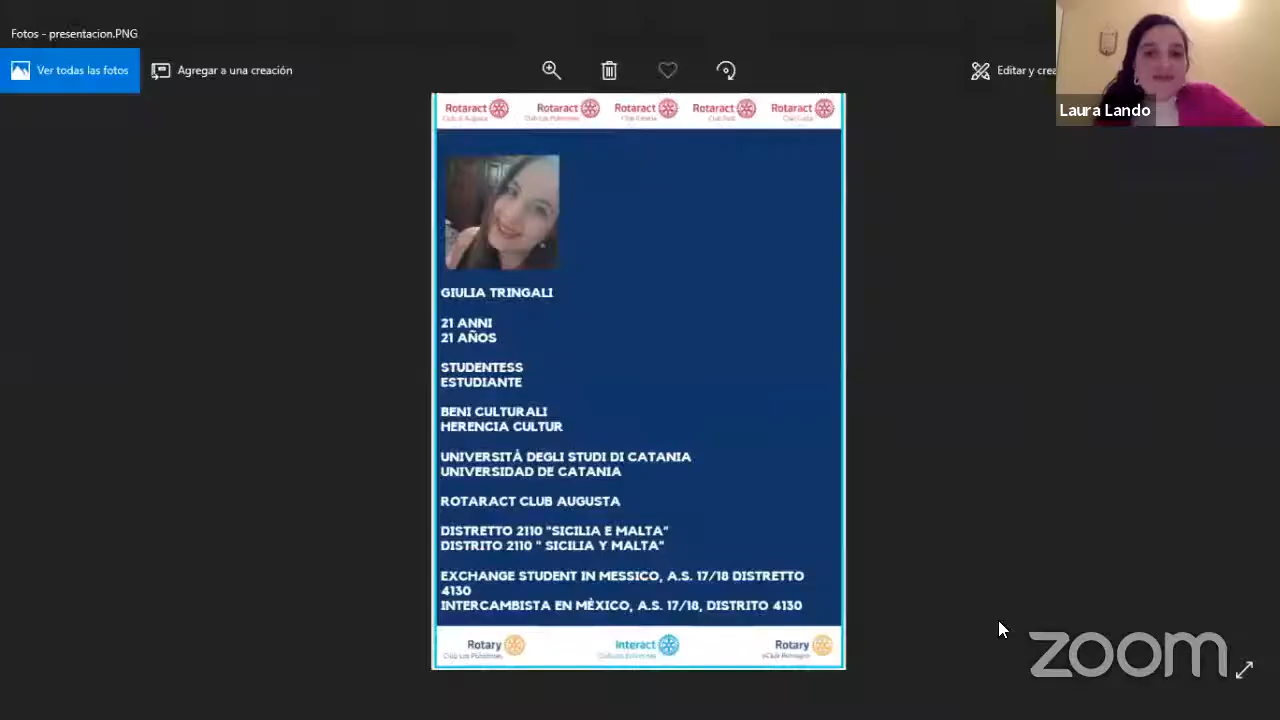 Fotos - presentacion.PNG
Ver todas las fotos
Agregar a una creación
Editar y crea
Laura Lando
Rotaract Rotaract Rotaract Rotaract Rotaract
GIULIA TRINGALI
21 ANNI
21 AÑOS
STUDENTESS
ESTUDIANTE
BENI CULTURALI
HERENCIA CULTUR
UNIVERSITÀ DEGLI STUDI DI CATANIA
UNIVERSIDAD DE CATANIA
ROTARACT CLUB AUGUSTA
DISTRETTO 2110 "SICILIA E MALTA"
DISTRITO 2110 " SICILIA Y MALTA"
EXCHANGE STUDENT IN MESSICO, A.S. 17/18 DISTRETTO
4130
INTERCAMBISTA EN MÈXICO, A.S. 17/18, DISTRITO 4130
Rotary Interact Rotary
zoom